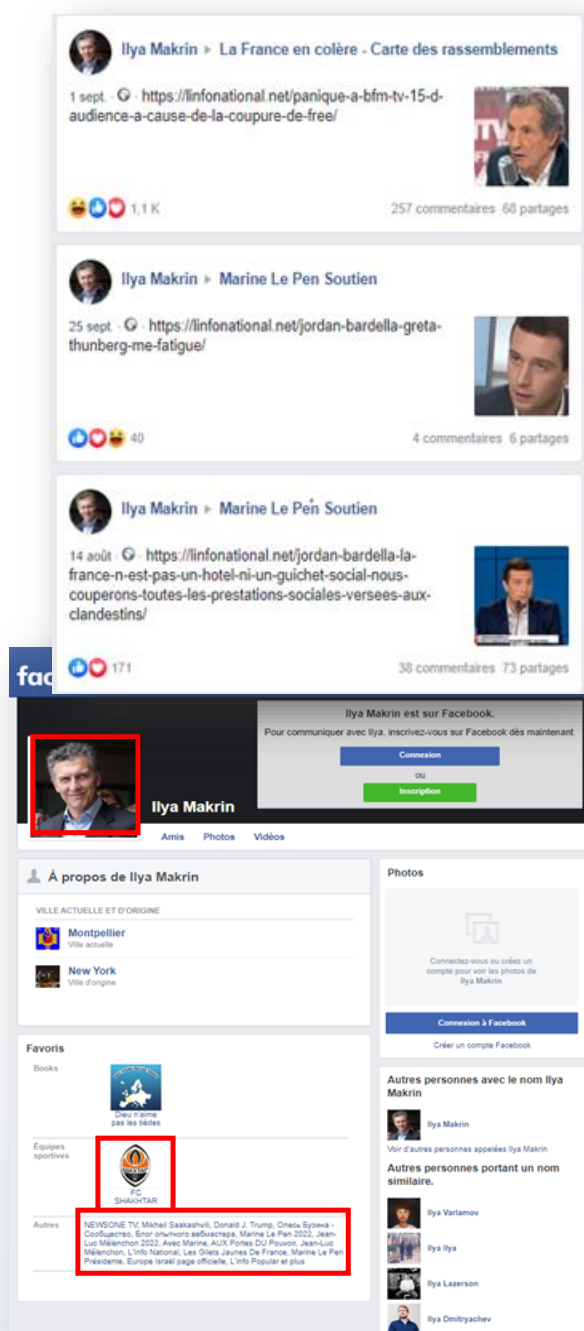 Ilya Makrin ▸ La France en colère - Carte des rassemblements
1 sept. · https://linfonational.net/panique-a-bfm-tv-15-d-
audience-a-cause-de-la-coupure-de-free/
1,1 K
257 commentaires 68 partages
Ilya Makrin ▸ Marine Le Pen Soutien
25 sept. · https://linfonational.net/jordan-bardella-greta-
thunberg-me-fatigue/
40
4 commentaires 6 partages
Ilya Makrin ▸ Marine Le Pen Soutien
14 août · https://linfonational.net/jordan-bardella-la-
france-n-est-pas-un-hotel-ni-un-guichet-social-nous-
couperons-toutes-les-prestations-sociales-versees-aux-
clandestins/
171
38 commentaires 73 partages
fac
Ilya Makrin est sur Facebook.
Pour communiquer avec Ilya, inscrivez-vous sur Facebook dès maintenant.
Connexion
ou
Inscription
Ilya Makrin
Amis Photos Vidéos
À propos de Ilya Makrin
VILLE ACTUELLE ET D'ORIGINE
Montpellier
Ville actuelle
New York
Ville d'origine
Favoris
Books
Dieu n'aime
pas les tièdes
Équipes
sportives
FC
SHAKHTAR
Autres
NEWSONE TV, Mikheil Saakashvili, Donald J. Trump, Олесь Бузина -
Сообщество, Блог опытного вебмастера, Marine Le Pen 2022, Jean-
Luc Mélenchon 2022, Avec Marine, AUX Portes DU Pouvoir, Jean-Luc
Mélenchon, L'Info National, Les Gilets Jaunes De France, Marine Le Pen
Présidente, Europe Israël page officielle, L'info Popular et plus
Photos
Connectez-vous ou créez un
compte pour voir les photos de
Ilya Makrin
Connexion à Facebook
Créer un compte Facebook
Autres personnes avec le nom Ilya
Makrin
Ilya Makrin
Voir d'autres personnes appelées Ilya Makrin
Autres personnes portant un nom
similaire.
Ilya Varlamov
Ilya Ilya
Ilya Lazerson
Ilya Dmitryachev